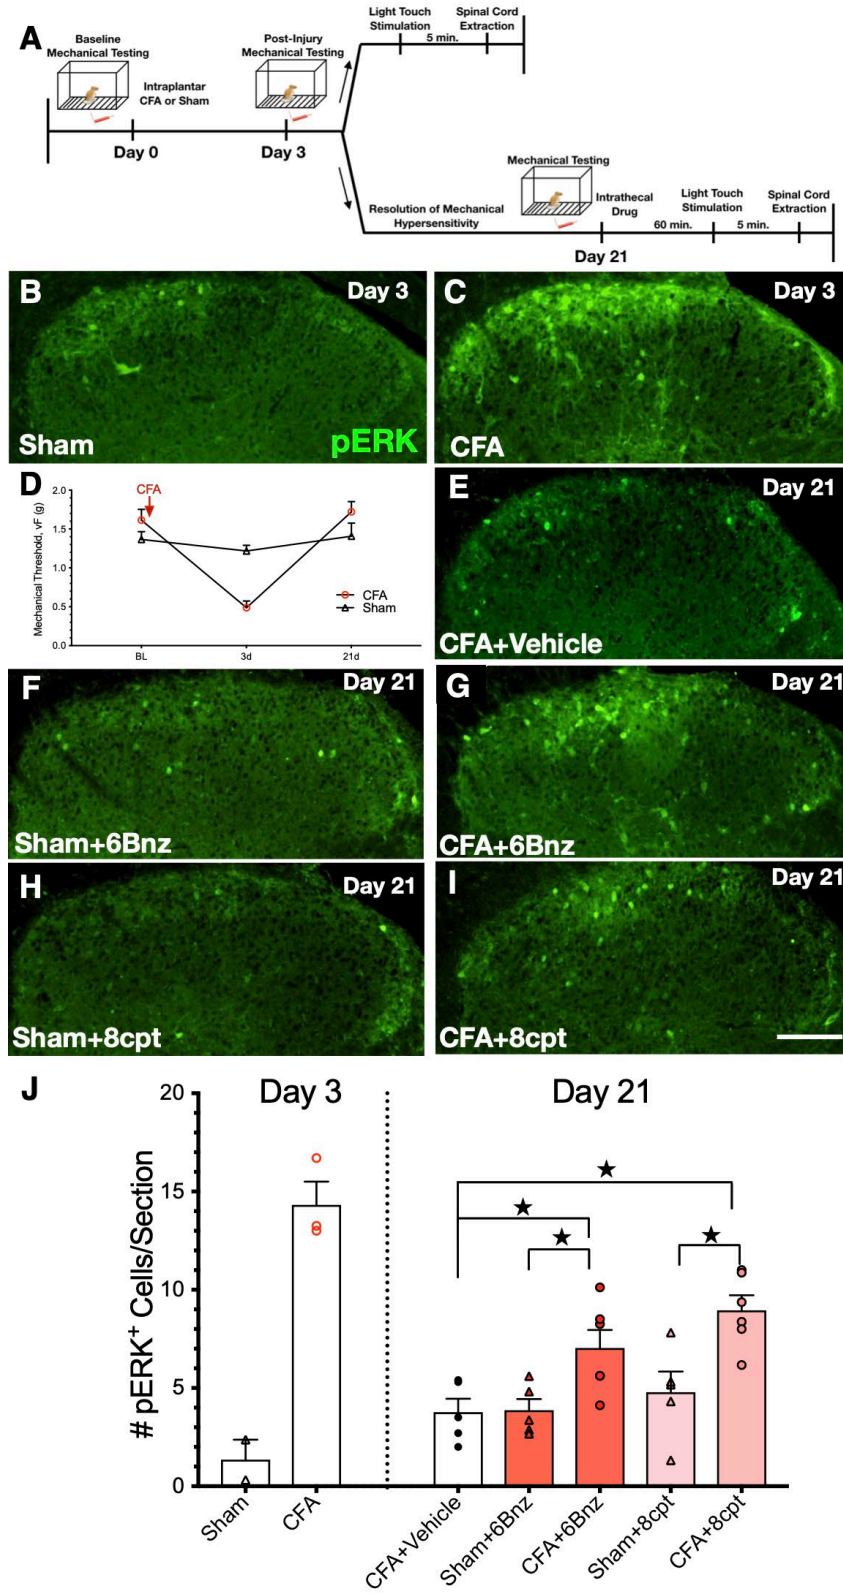 A
Baseline
Mechanical Testing
Intraplantar
CFA or Sham
Post-Injury
Mechanical Testing
Day 0
Day 3
Light Touch
Stimulation
5 min.
Spinal Cord
Extraction
Resolution of Mechanical
Hypersensitivity
Mechanical Testing
Intrathecal
Drug
60 min.
Light Touch
Stimulation
5 min.
Spinal Cord
Extraction
Day 21
B
Day 3
Sham
pERK
C
Day 3
CFA
D
Mechanical Threshold, vF (g)
2.0
1.5
1.0
0.5
0.0
CFA
CFA
Sham
BL
3d
21d
E
Day 21
CFA+Vehicle
F
Day 21
Sham+6Bnz
G
Day 21
CFA+6Bnz
H
Day 21
Sham+8cpt
I
Day 21
CFA+8cpt
J
Day 3
Day 21
# pERK+ Cells/Section
20
15
10
5
0
Sham
CFA
CFA+Vehicle
Sham+6Bnz
CFA+6Bnz
Sham+8cpt
CFA+8cpt